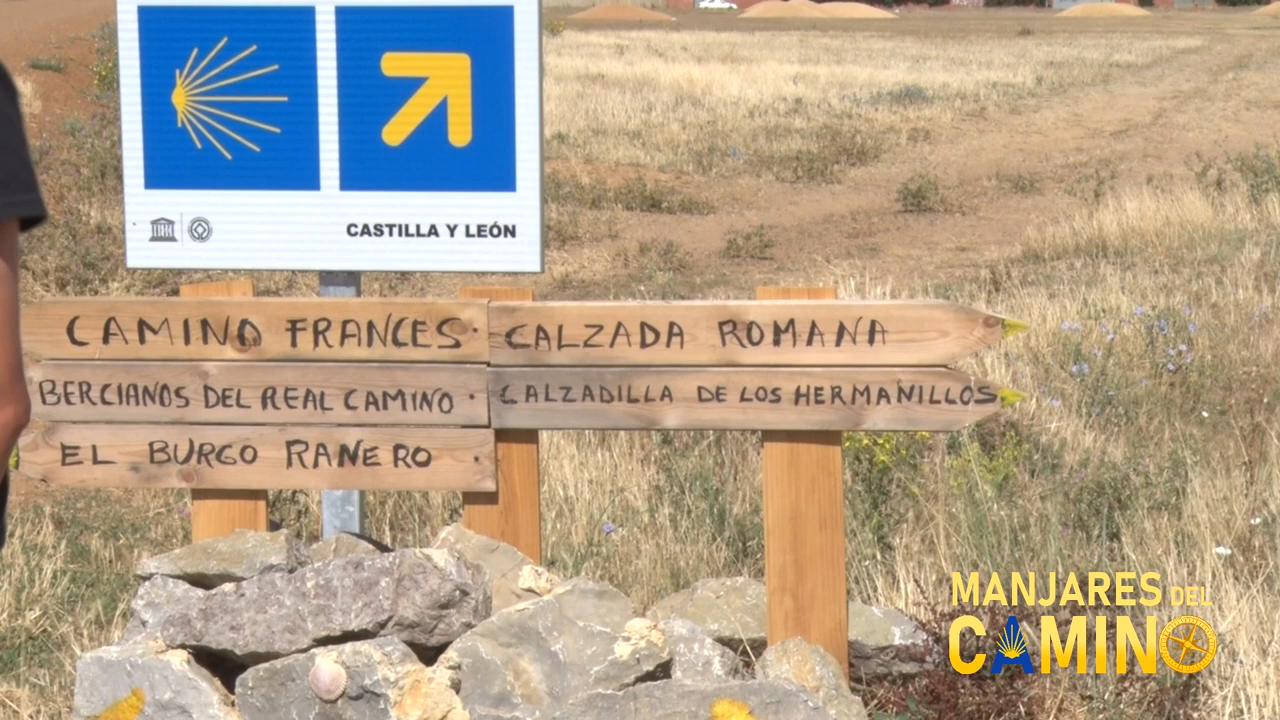 CASTILLA Y LEÓN
CAMINO FRANCES
CALZADA ROMANA
BERCIANOS DEL REAL CAMINO
CALZADILLA DE LOS HERMANILLOS
EL BURGO RANERO
MANJARES DEL
CAMINO